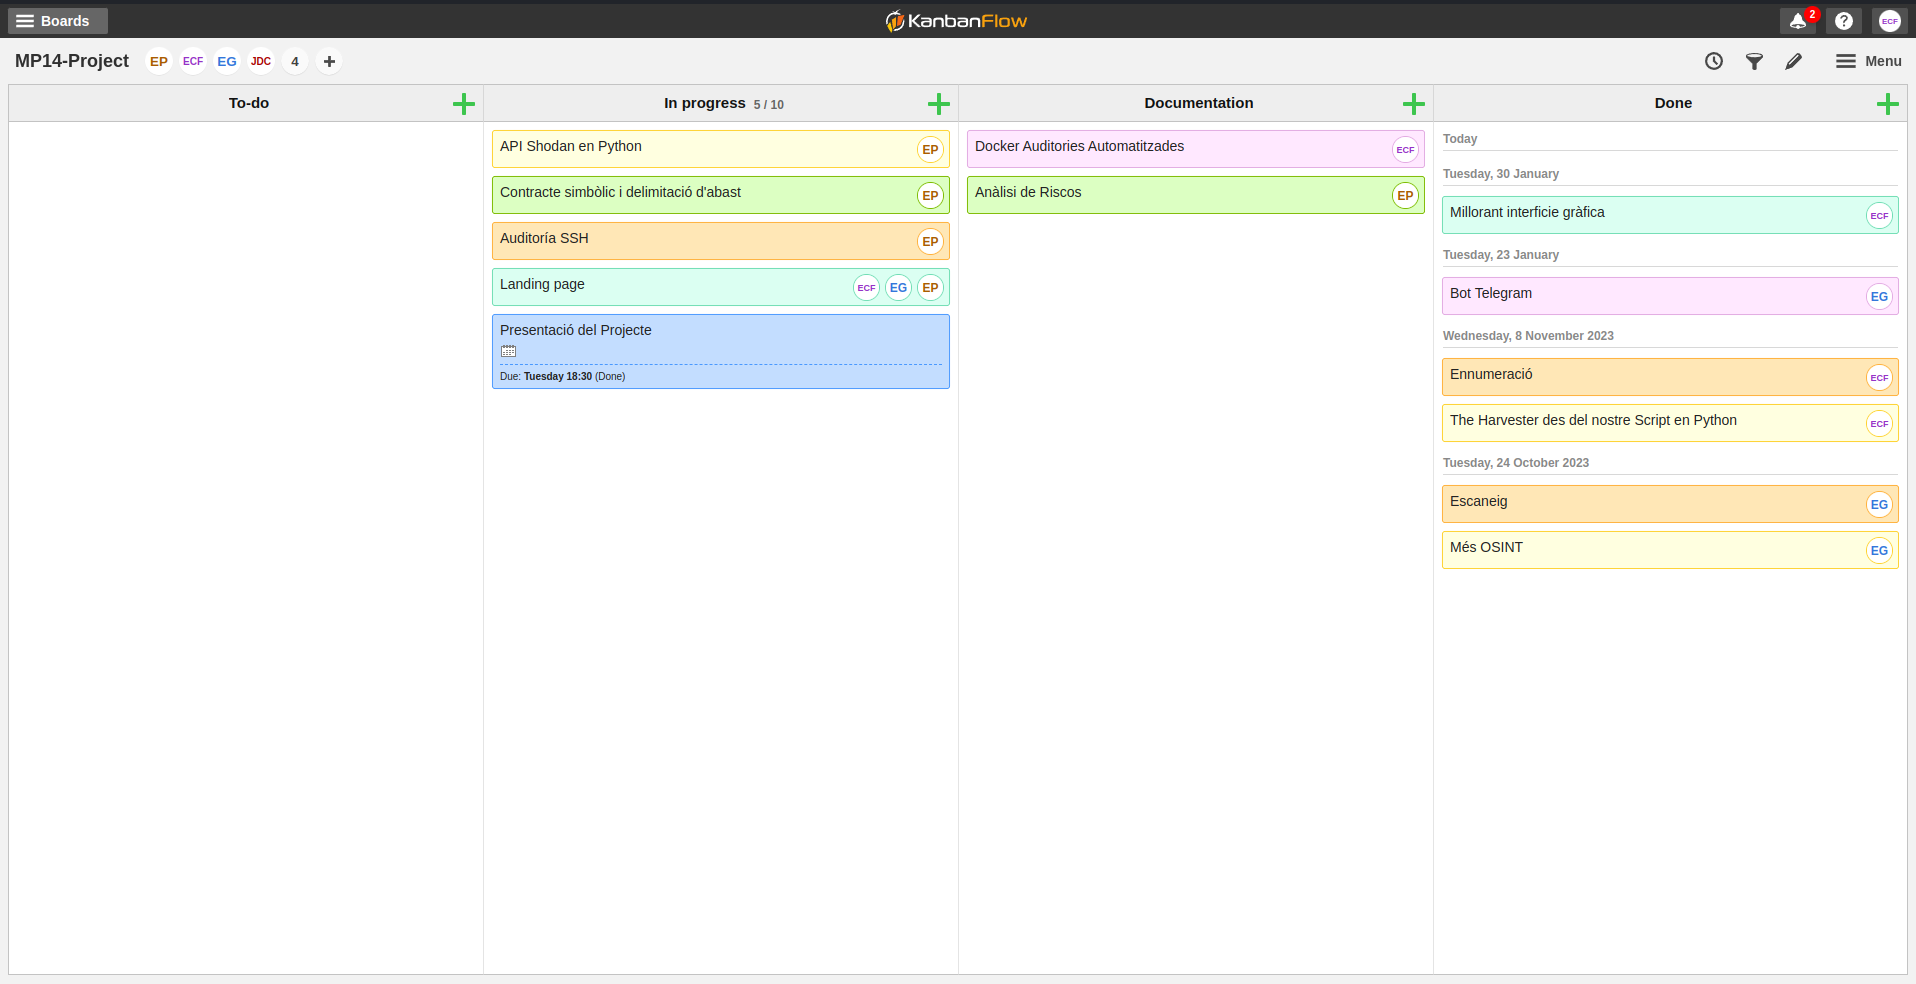 Boards
KanbanFlow
2
?
ECF
MP14-Project
EP
ECF
EG
JDC
4
+
Menu
To-do
In progress 5 / 10
Documentation
Done
API Shodan en Python
EP
Contracte simbòlic i delimitació d'abast
EP
Auditoría SSH
EP
Landing page
ECF
EG
EP
Presentació del Projecte
Due: Tuesday 18:30 (Done)
Docker Auditories Automatitzades
ECF
Anàlisi de Riscos
EP
Today
Tuesday, 30 January
Millorant interfície gràfica
ECF
Tuesday, 23 January
Bot Telegram
EG
Wednesday, 8 November 2023
Ennumeració
ECF
The Harvester des del nostre Script en Python
ECF
Tuesday, 24 October 2023
Escaneig
EG
Més OSINT
EG